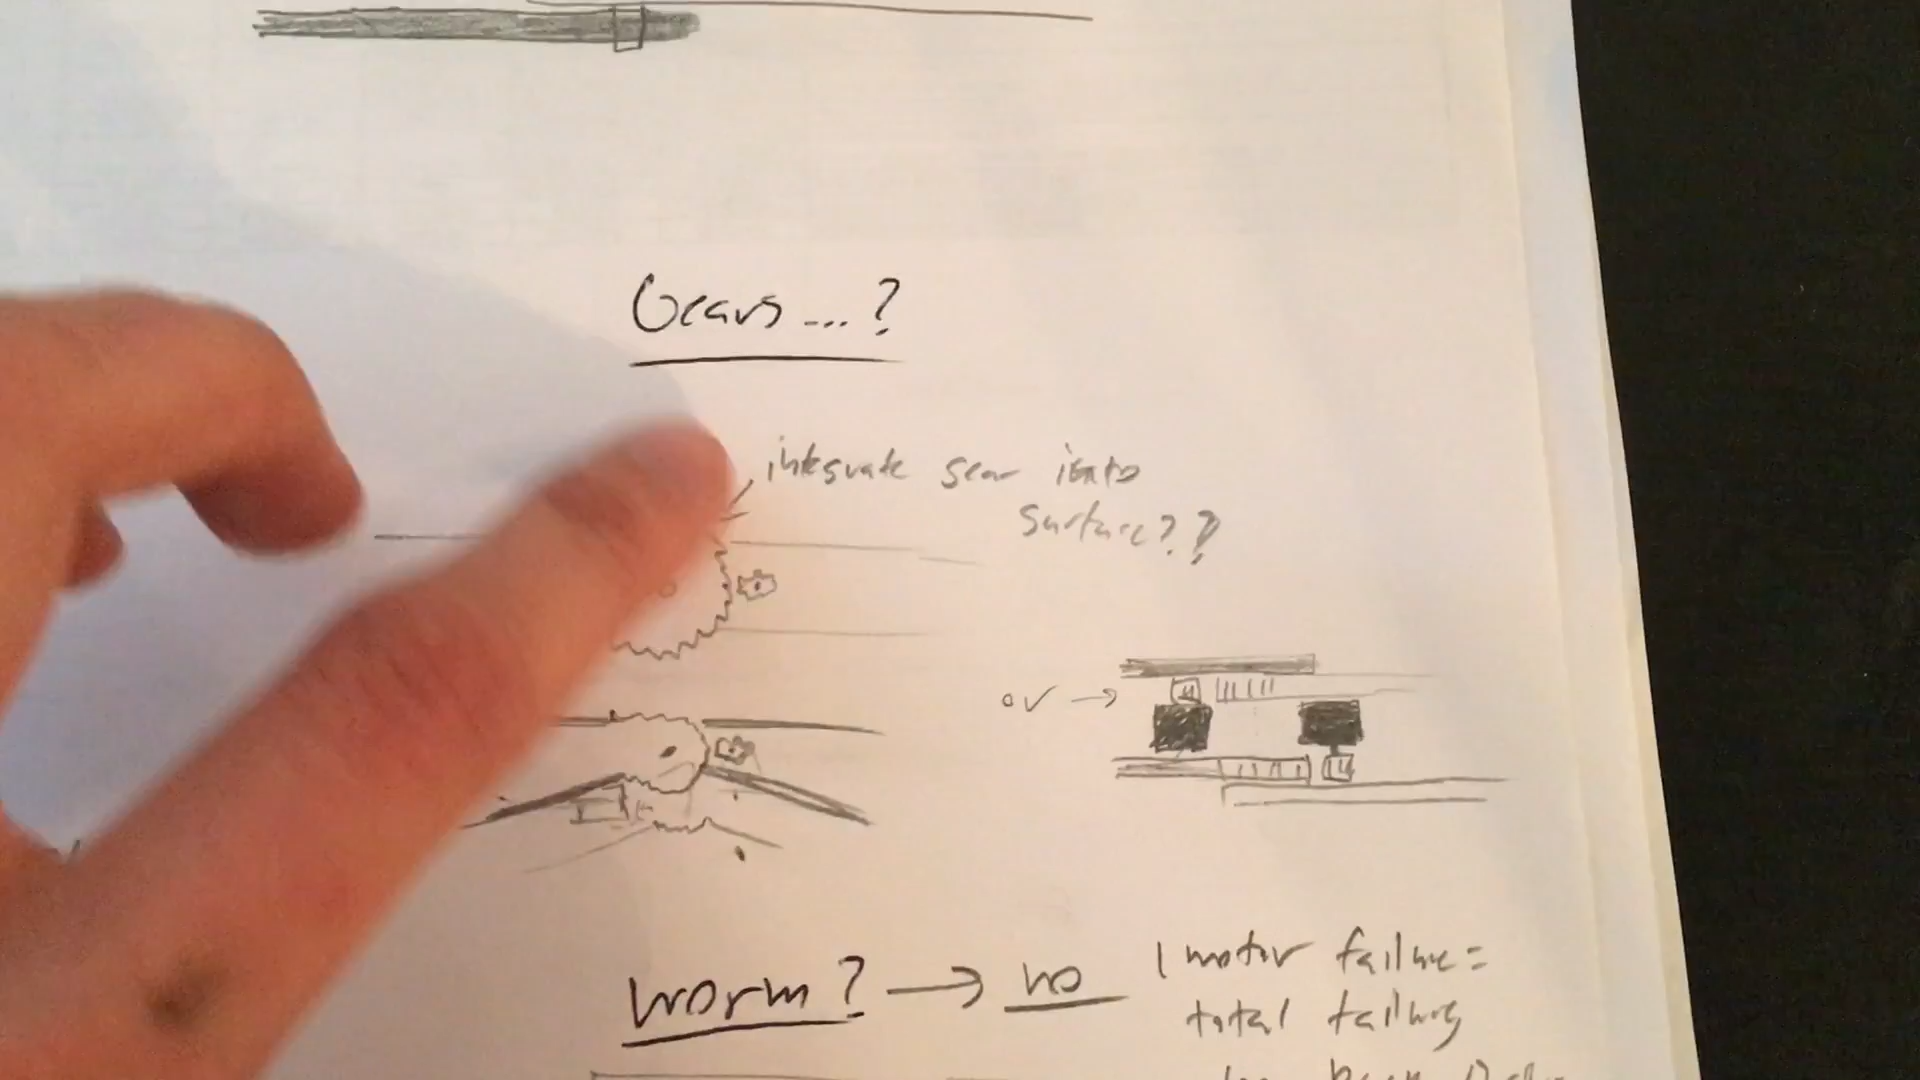 Gears...?
integrate gear into
surface??
or →
worm? → no
1 motor failure =
total failure